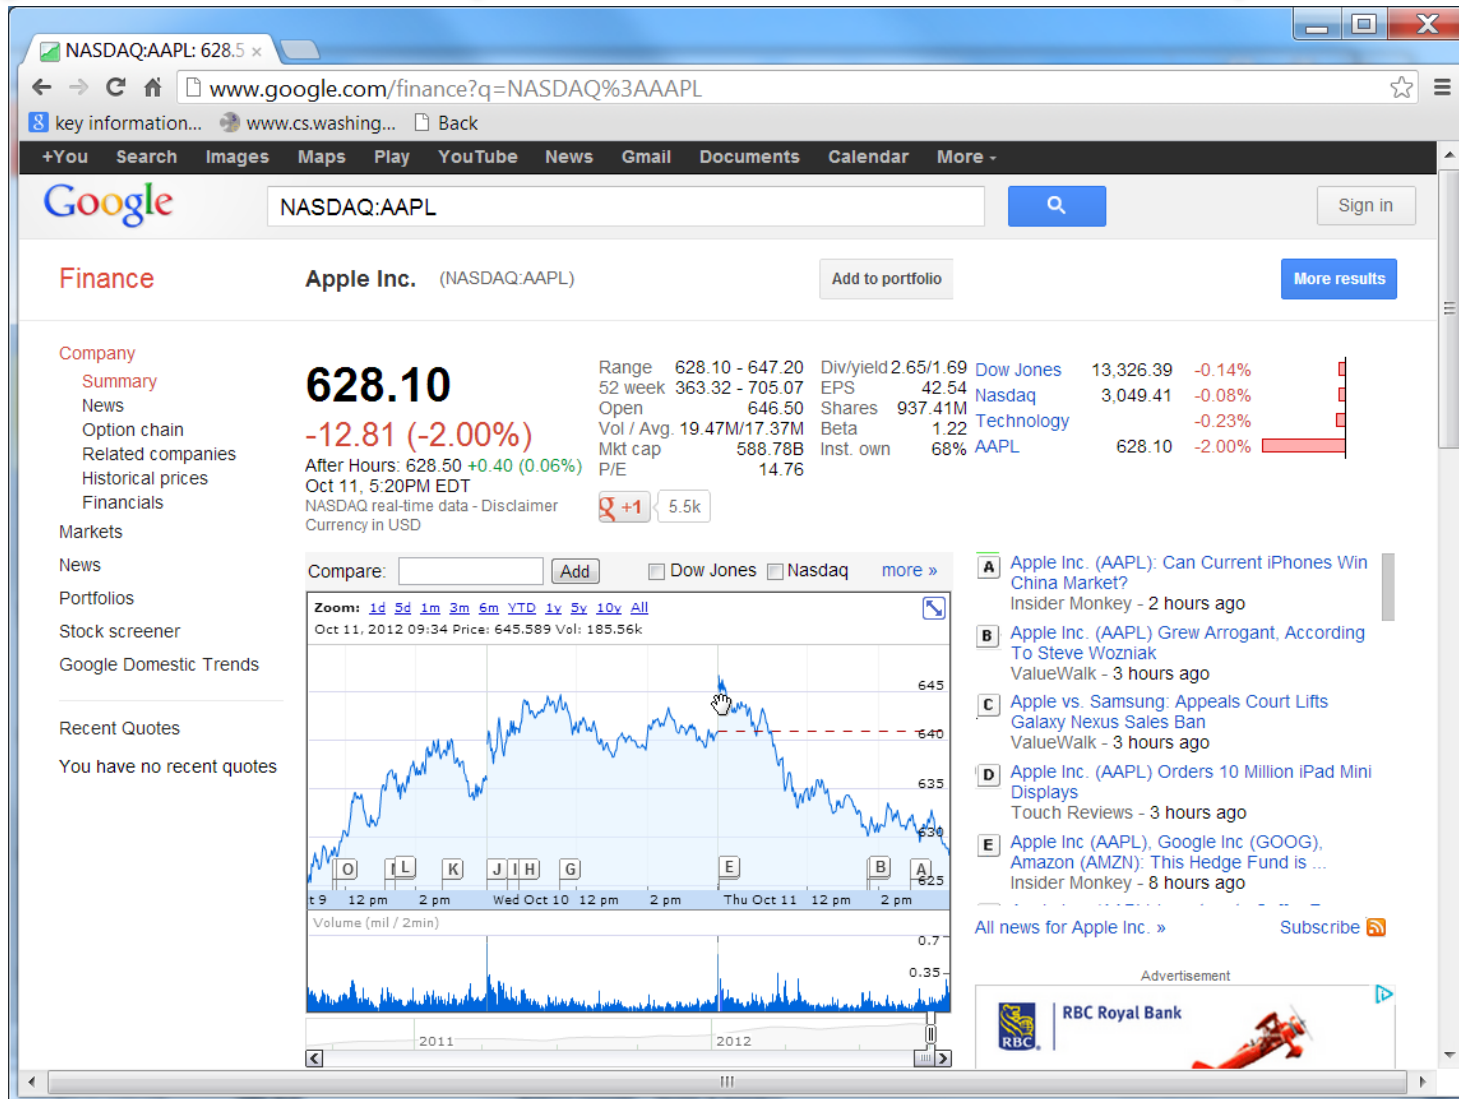 NASDAQ:AAPL: 628.5 ×
www.google.com/finance?q=NASDAQ%3AAAPL
key information... www.cs.washing... Back
+You Search Images Maps Play YouTube News Gmail Documents Calendar More
Google NASDAQ:AAPL Sign in
Finance Apple Inc. (NASDAQ:AAPL) Add to portfolio More results
Company
Summary
News
Option chain
Related companies
Historical prices
Financials
Markets
News
Portfolios
Stock screener
Google Domestic Trends
Recent Quotes
You have no recent quotes
628.10
-12.81 (-2.00%)
After Hours: 628.50 +0.40 (0.06%)
Oct 11, 5:20PM EDT
NASDAQ real-time data - Disclaimer
Currency in USD
Range 628.10 - 647.20
52 week 363.32 - 705.07
Open 646.50
Vol / Avg. 19.47M/17.37M
Mkt cap 588.78B
P/E 14.76
Div/yield 2.65/1.69
EPS 42.54
Shares 937.41M
Beta 1.22
Inst. own 68%
g +1 5.5k
Dow Jones 13,326.39 -0.14%
Nasdaq 3,049.41 -0.08%
Technology -0.23%
AAPL 628.10 -2.00%
Compare: Add Dow Jones Nasdaq more »
Zoom: 1d 5d 1m 3m 6m YTD 1y 5y 10y All
Oct 11, 2012 09:34 Price: 645.589 Vol: 185.56k
645
640
635
630
625
O L K J I H G E B A
t 9 12 pm 2 pm Wed Oct 10 12 pm 2 pm Thu Oct 11 12 pm 2 pm
Volume (mil / 2min)
0.7
0.35
2011 2012
A Apple Inc. (AAPL): Can Current iPhones Win
China Market?
Insider Monkey - 2 hours ago
B Apple Inc. (AAPL) Grew Arrogant, According
To Steve Wozniak
ValueWalk - 3 hours ago
C Apple vs. Samsung: Appeals Court Lifts
Galaxy Nexus Sales Ban
ValueWalk - 3 hours ago
D Apple Inc. (AAPL) Orders 10 Million iPad Mini
Displays
Touch Reviews - 3 hours ago
E Apple Inc (AAPL), Google Inc (GOOG),
Amazon (AMZN): This Hedge Fund is ...
Insider Monkey - 8 hours ago
All news for Apple Inc. » Subscribe
Advertisement
RBC RBC Royal Bank